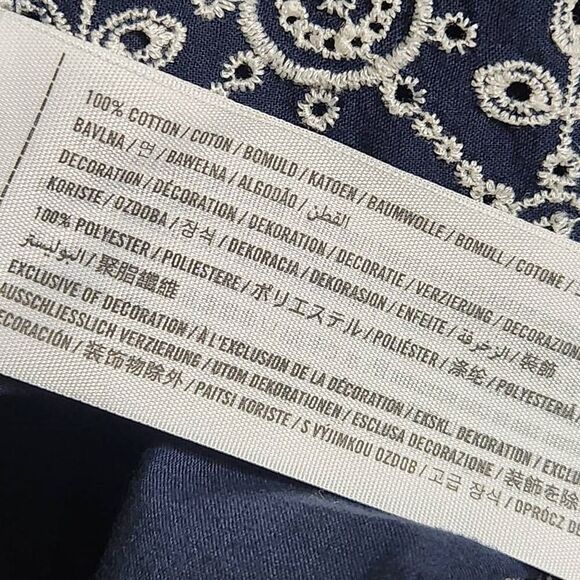 100% COTTON / COTON / BOMULD / KATOEN / BAUMWOLLE / BOMULL / COTONE /
BAVLNA / 면 / BAWEŁNA / ALGODÃO / القطن
DECORATION / DÉCORATION / DEKORATION / DECORATIE / VERZIERUNG / DECORAZION
KORISTE / OZDOBA / 장식 / DEKORACJA / DEKORASJON / ENFEITE / الزخرفة / 装飾
100% POLYESTER / POLIESTERE / ポリエステル / POLIÉSTER / 涤纶 / POLYESTERIÄ
البوليستر / 聚脂纖維
EXCLUSIVE OF DECORATION / À L'EXCLUSION DE LA DÉCORATION / EKSKL. DEKORATION / EXCLU
AUSSCHLIESSLICH VERZIERUNG / UTOM DEKORATIONEN / ESCLUSA DECORAZIONE / 装飾を除
ECORACIÓN / 装饰物除外 / PAITSI KORISTE / S VÝJIMKOU OZDOB / 고급 장식 / OPRÓCZ DE